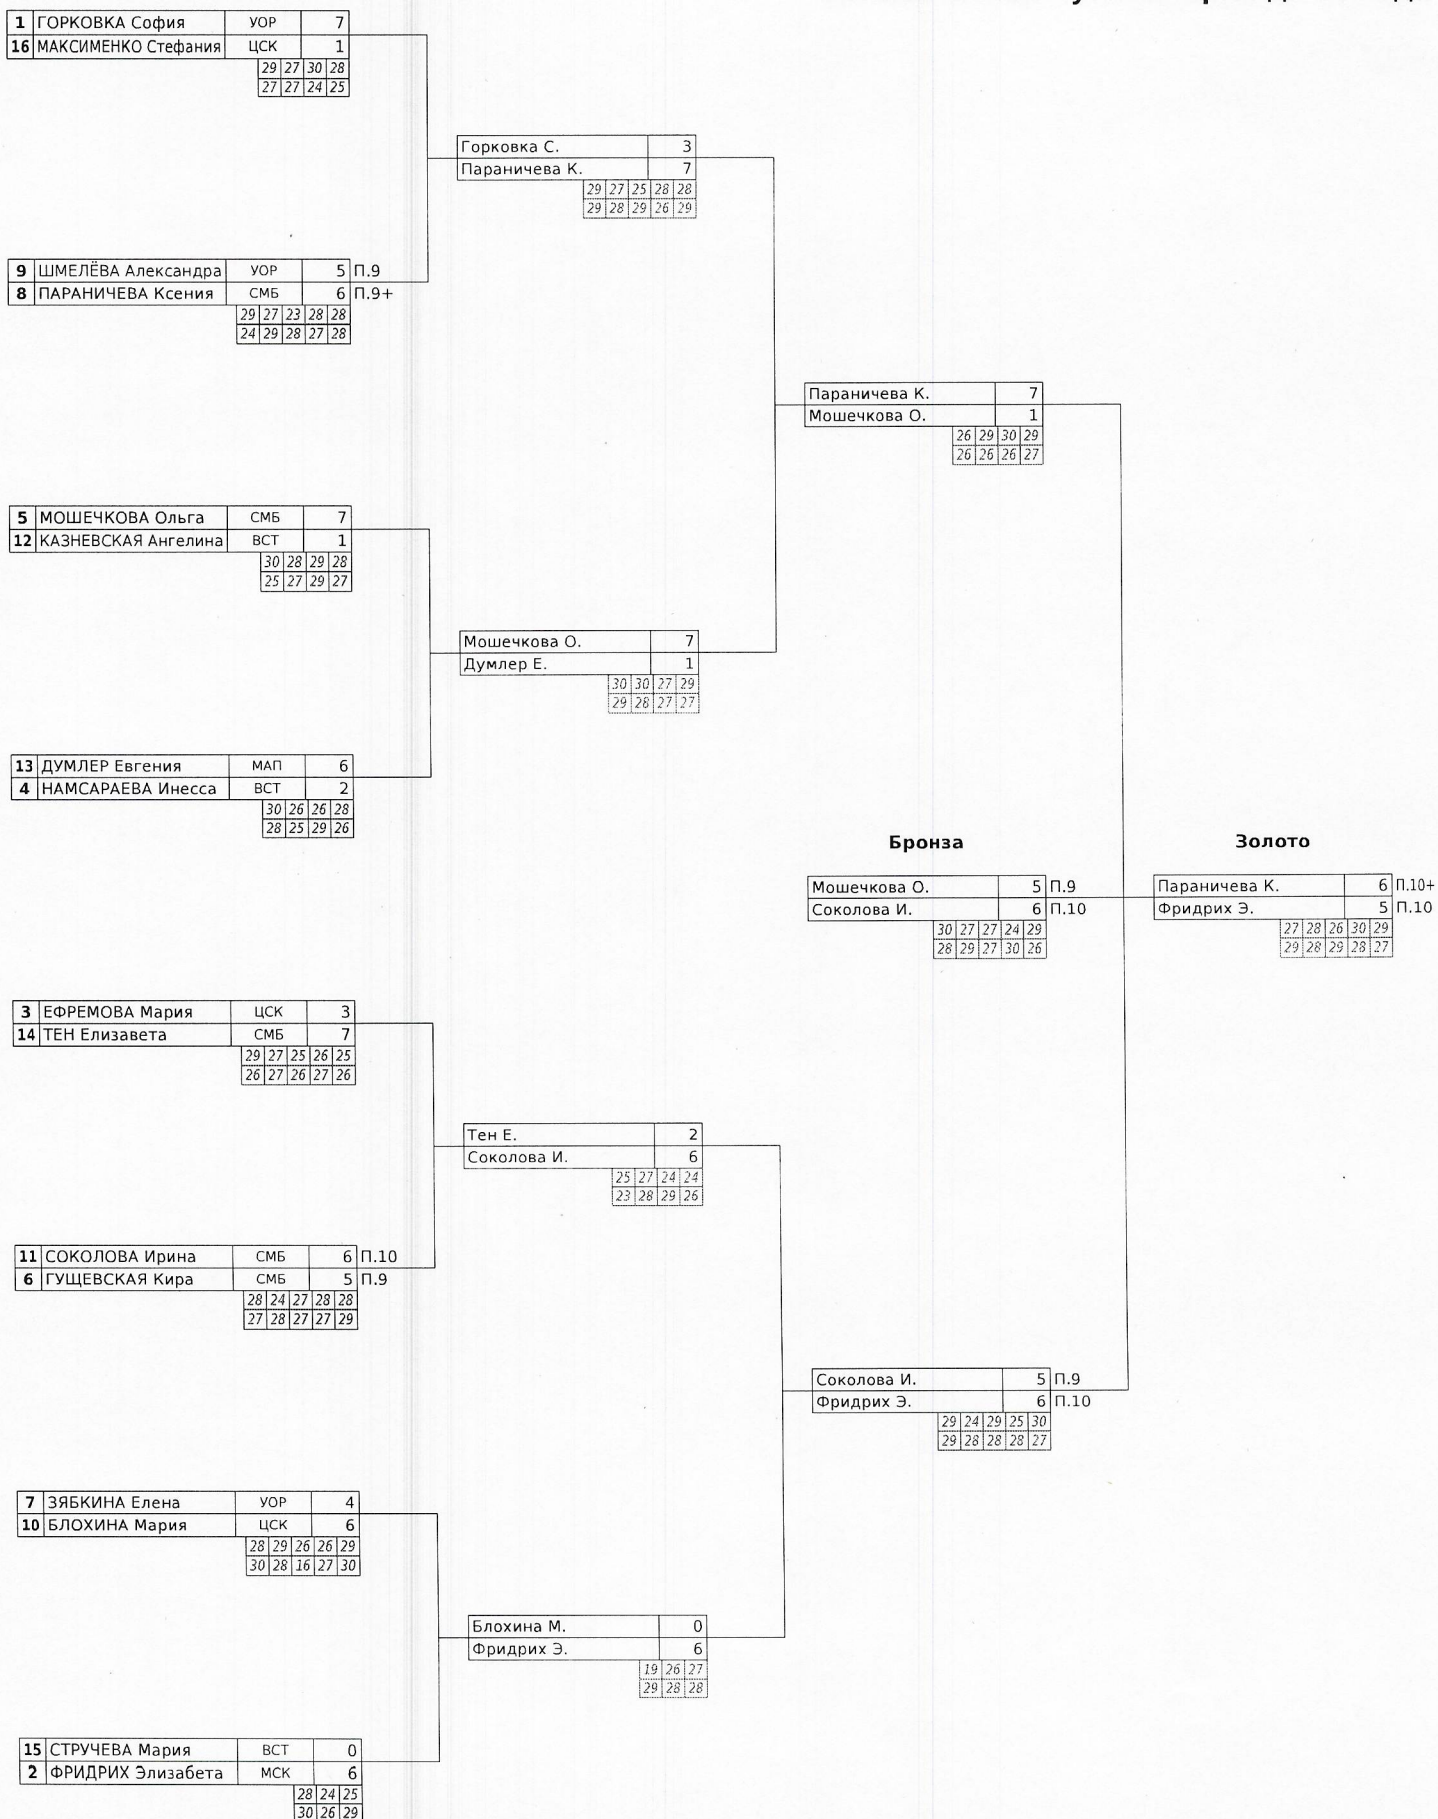 1 ГОРКОВКА София УОР 7
16 МАКСИМЕНКО Стефания ЦСК 1
29 27 30 28
27 27 24 25
Горковка С. 3
Параничева К. 7
29 27 25 28 28
29 28 29 26 29
9 ШМЕЛЁВА Александра УОР 5 П.9
8 ПАРАНИЧЕВА Ксения СМБ 6 П.9+
29 27 23 28 28
24 29 28 27 28
Параничева К. 7
Мошечкова О. 1
26 29 30 29
26 26 26 27
5 МОШЕЧКОВА Ольга СМБ 7
12 КАЗНЕВСКАЯ Ангелина ВСТ 1
30 28 29 28
25 27 29 27
Мошечкова О. 7
Думлер Е. 1
30 30 27 29
29 28 27 27
13 ДУМЛЕР Евгения МАП 6
4 НАМСАРАЕВА Инесса ВСТ 2
30 26 26 28
28 25 29 26
Бронза
Золото
Мошечкова О. 5 П.9
Соколова И. 6 П.10
30 27 27 24 29
28 29 27 30 26
Параничева К. 6 П.10+
Фридрих Э. 5 П.10
27 28 26 30 29
29 28 29 28 27
3 ЕФРЕМОВА Мария ЦСК 3
14 ТЕН Елизавета СМБ 7
29 27 25 26 25
26 27 26 27 26
Тен Е. 2
Соколова И. 6
25 27 24 24
23 28 29 26
11 СОКОЛОВА Ирина СМБ 6 П.10
6 ГУЩЕВСКАЯ Кира СМБ 5 П.9
28 24 27 28 28
27 28 27 27 29
Соколова И. 5 П.9
Фридрих Э. 6 П.10
29 24 29 25 30
29 28 28 28 27
7 ЗЯБКИНА Елена УОР 4
10 БЛОХИНА Мария ЦСК 6
28 29 26 26 29
30 28 16 27 30
Блохина М. 0
Фридрих Э. 6
19 26 27
29 28 28
15 СТРУЧЕВА Мария ВСТ 0
2 ФРИДРИХ Элизабета МСК 6
28 24 25
30 26 29